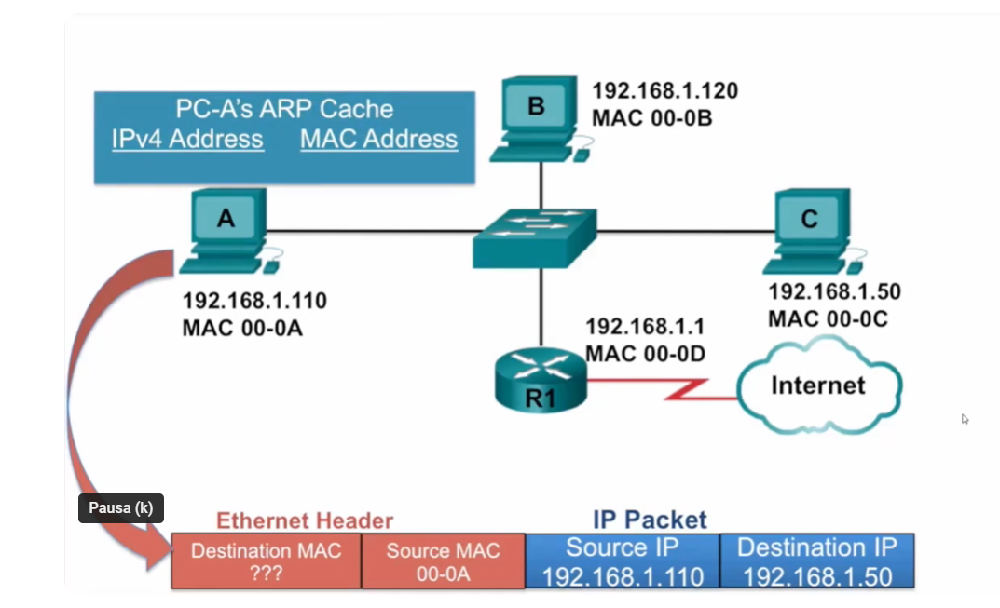 PC-A's ARP Cache
IPv4 Address MAC Address
B
192.168.1.120
MAC 00-0B
A
192.168.1.110
MAC 00-0A
C
192.168.1.50
MAC 00-0C
192.168.1.1
MAC 00-0D
R1
Internet
Pausa (k)
Ethernet Header
IP Packet
Destination MAC
???
Source MAC
00-0A
Source IP
192.168.1.110
Destination IP
192.168.1.50